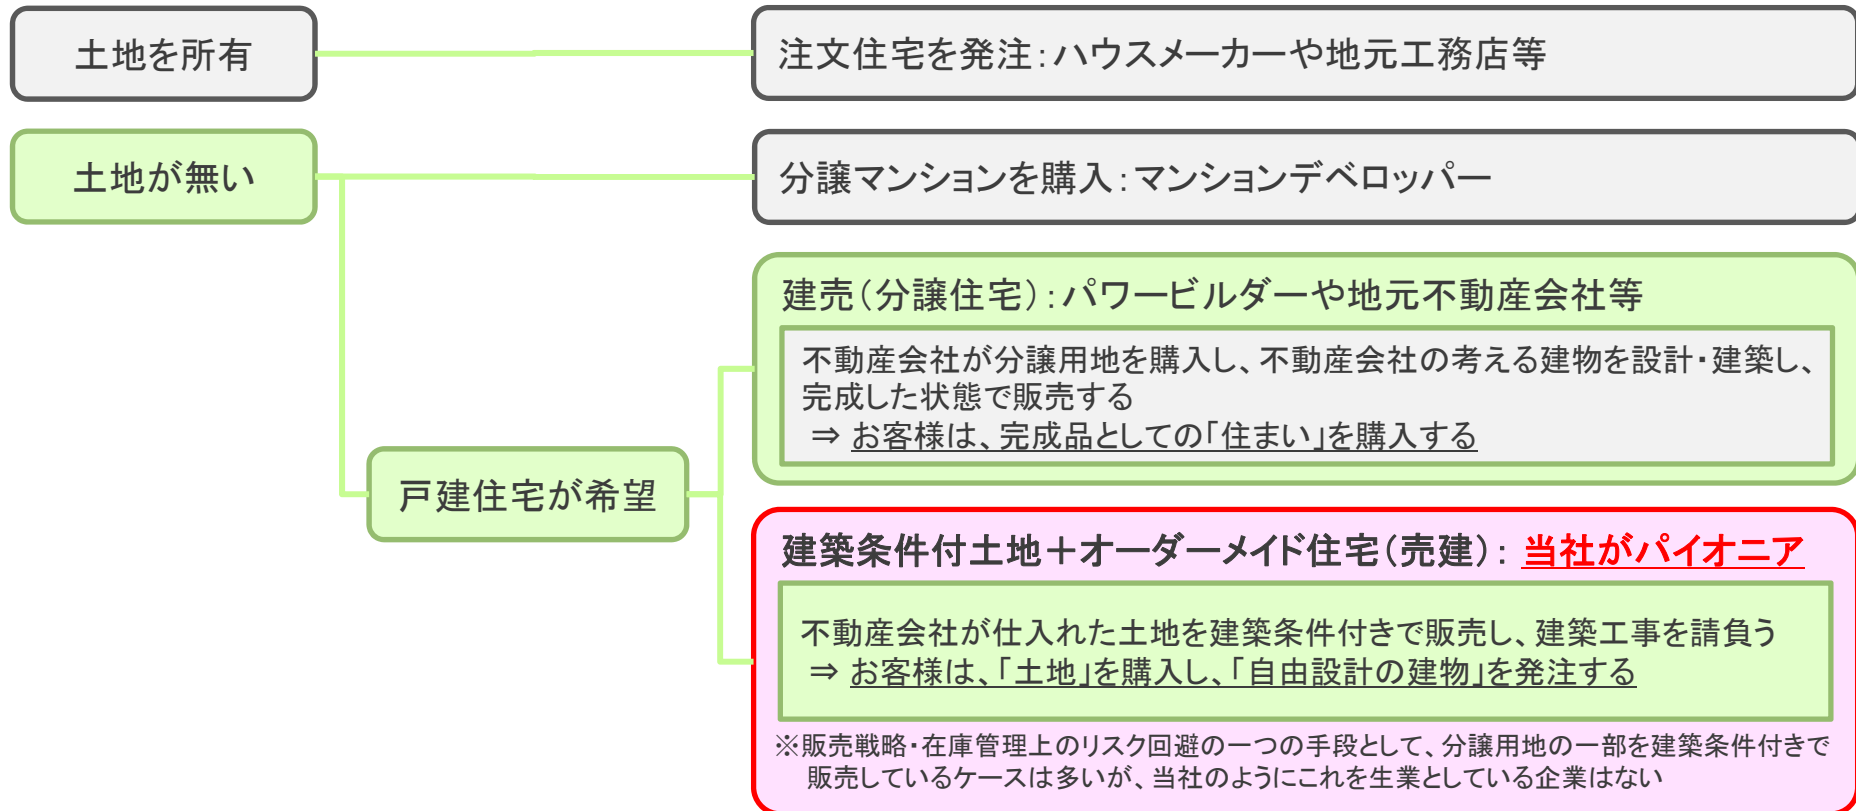 土地を所有
注文住宅を発注：ハウスメーカーや地元工務店等
土地が無い
分譲マンションを購入：マンションデベロッパー
建売（分譲住宅）：パワービルダーや地元不動産会社等
不動産会社が分譲用地を購入し、不動産会社の考える建物を設計・建築し、
完成した状態で販売する
⇒ お客様は、完成品としての「住まい」を購入する
戸建住宅が希望
建築条件付土地＋オーダーメイド住宅（売建）： 当社がパイオニア
不動産会社が仕入れた土地を建築条件付きで販売し、建築工事を請負う
⇒ お客様は、「土地」を購入し、「自由設計の建物」を発注する
※販売戦略・在庫管理上のリスク回避の一つの手段として、分譲用地の一部を建築条件付きで
販売しているケースは多いが、当社のようにこれを生業としている企業はない